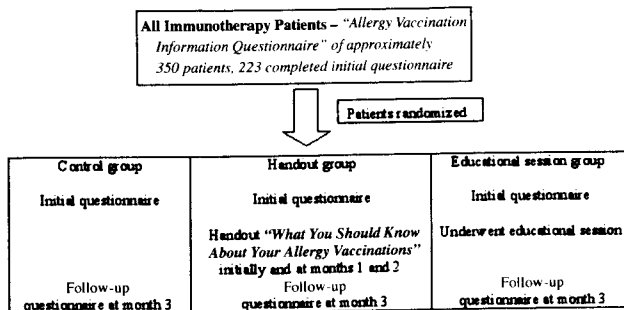 All Immunotherapy Patients – “Allergy Vaccination
Information Questionnaire” of approximately
350 patients, 223 completed initial questionnaire
Patients randomized
Control group
Initial questionnaire
Follow-up
questionnaire at month 3
Handout group
Initial questionnaire
Handout “What You Should Know
About Your Allergy Vaccinations”
initially and at months 1 and 2
Follow-up
questionnaire at month 3
Educational session group
Initial questionnaire
Underwent educational session
Follow-up
questionnaire at month 3